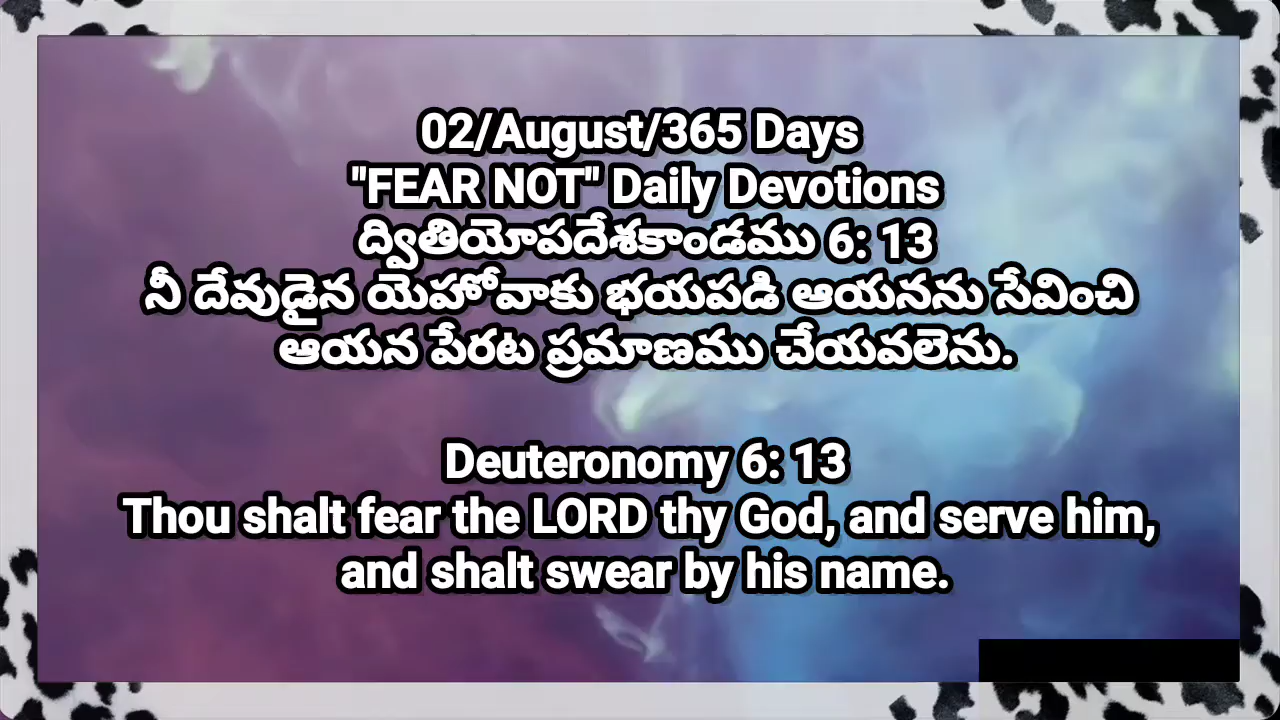 02/August/365 Days
"FEAR NOT" Daily Devotions
ద్వితియోపదేశకాండము 6: 13
నీ దేవుడైన యెహోవాకు భయపడి ఆయనను సేవించి
ఆయన పేరట ప్రమాణము చేయవలెను.
Deuteronomy 6: 13
Thou shalt fear the LORD thy God, and serve him,
and shalt swear by his name.